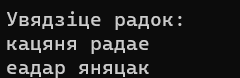 Увядзіце радок:
кацяня радае
еадар яняцак